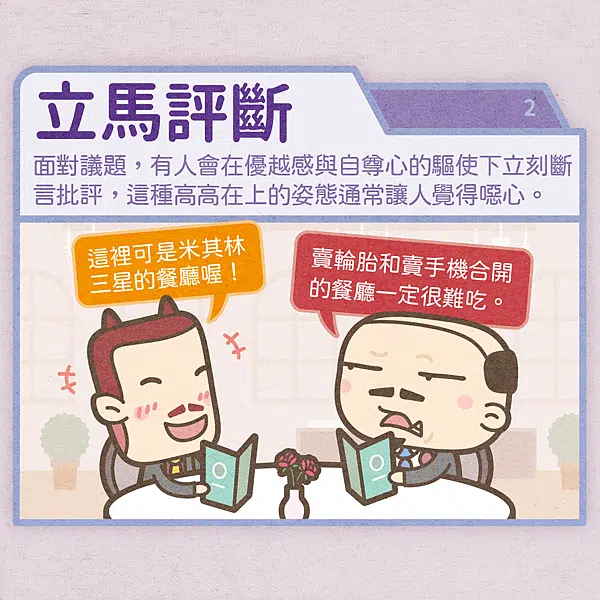 立馬評斷
2
面對議題，有人會在優越感與自尊心的驅使下立刻斷
言批評，這種高高在上的姿態通常讓人覺得噁心。
這裡可是米其林
三星的餐廳喔！
賣輪胎和賣手機合開
的餐廳一定很難吃。